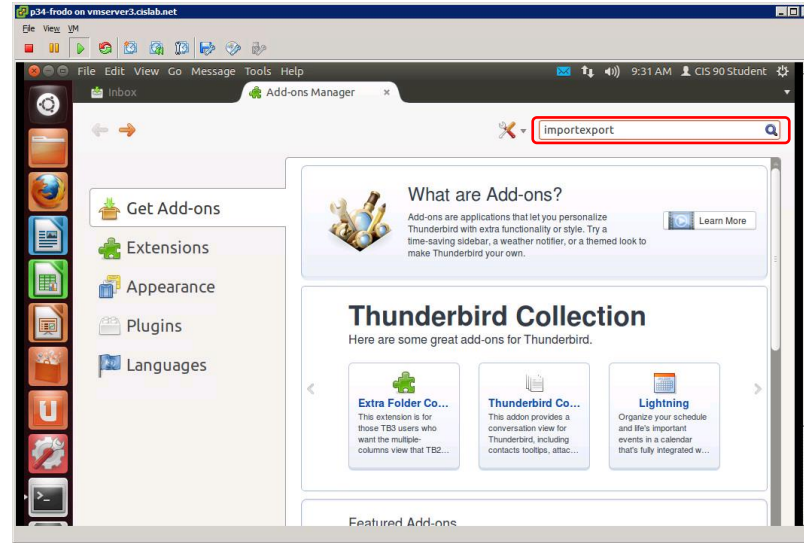 p34-frodo on vmserver3.cislab.net
File View VM
File Edit View Go Message Tools Help
9:31 AM CIS 90 Student
Inbox
Add-ons Manager
importexport
Get Add-ons
Extensions
Appearance
Plugins
Languages
What are Add-ons?
Add-ons are applications that let you personalize
Thunderbird with extra functionality or style. Try a
time-saving sidebar, a weather notifier, or a themed look to
make Thunderbird your own.
Learn More
Thunderbird Collection
Here are some great add-ons for Thunderbird.
Extra Folder Co...
This extension is for
those TB3 users who
want the multiple-
columns view that TB2...
Thunderbird Co...
This addon provides a
conversation view for
Thunderbird, including
contacts tooltips, attac...
Lightning
Organize your schedule
and life's important
events in a calendar
that's fully integrated w...
Featured Add-ons